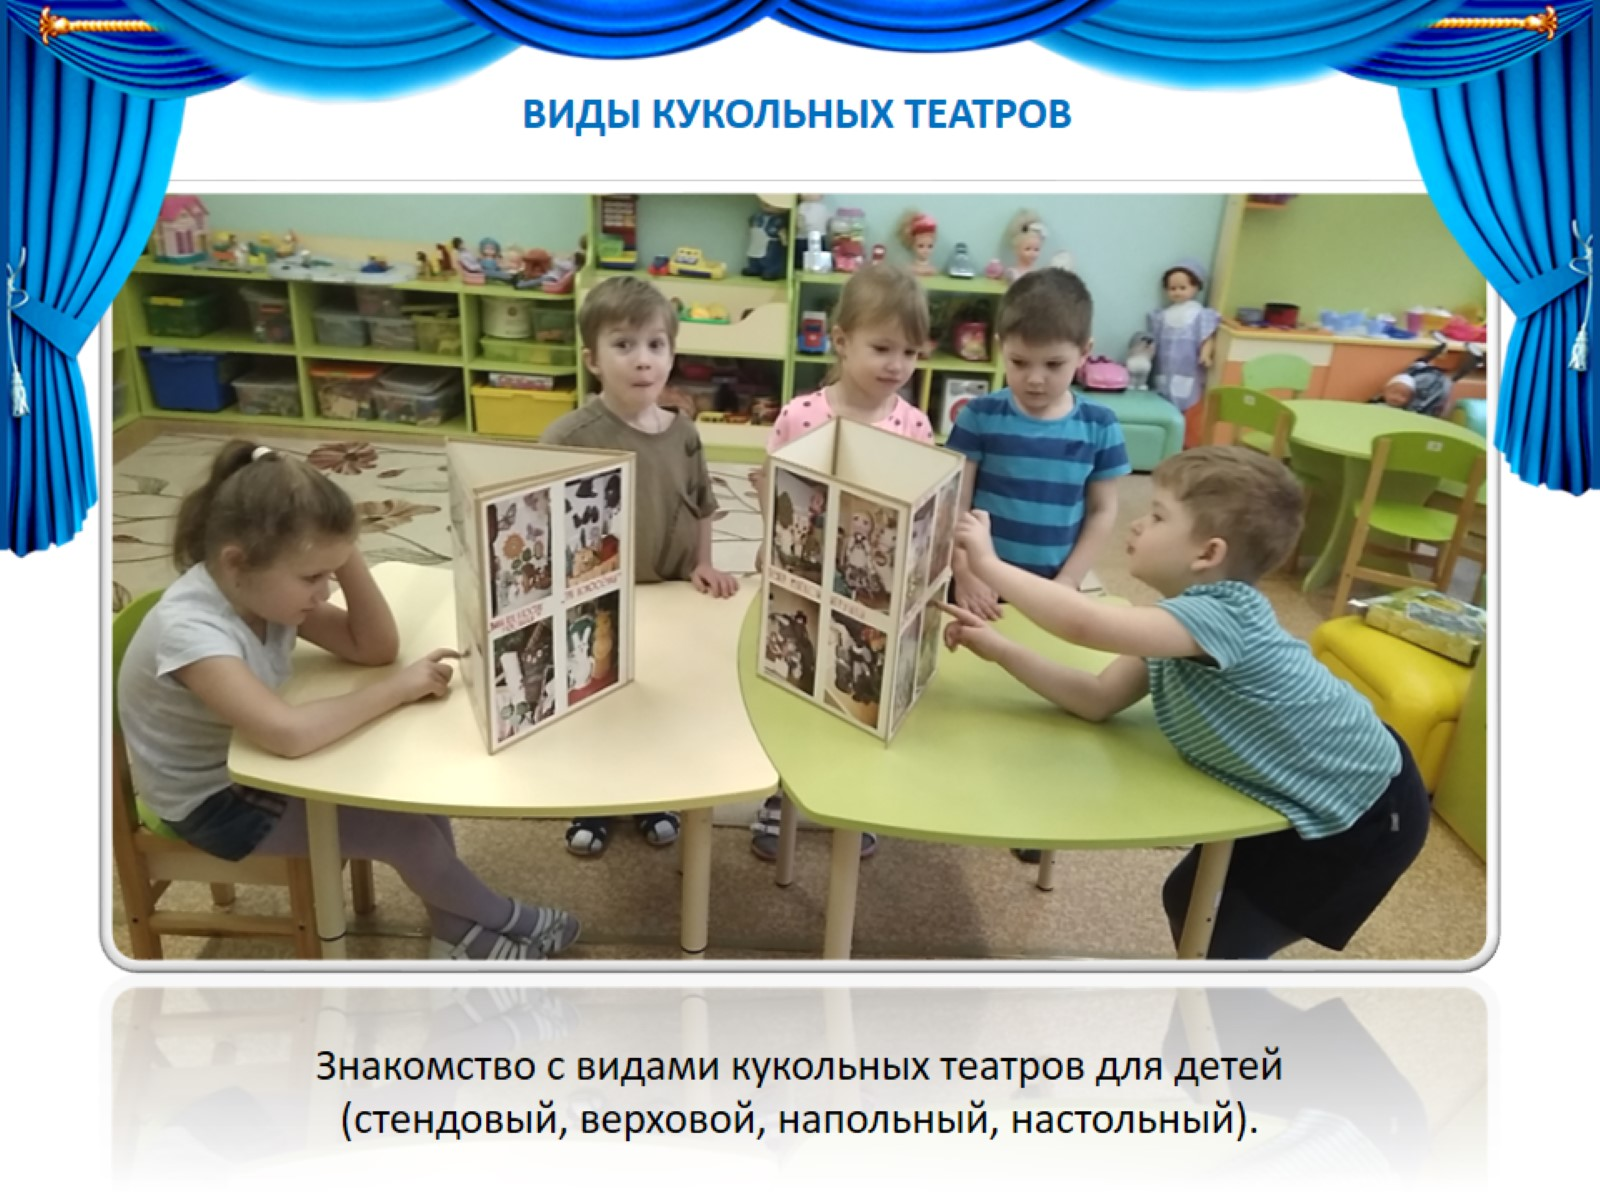 ВИДЫ КУКОЛЬНЫХ ТЕАТРОВ
Знакомство с видами кукольных театров для детей
(стендовый, верховой, напольный, настольный).